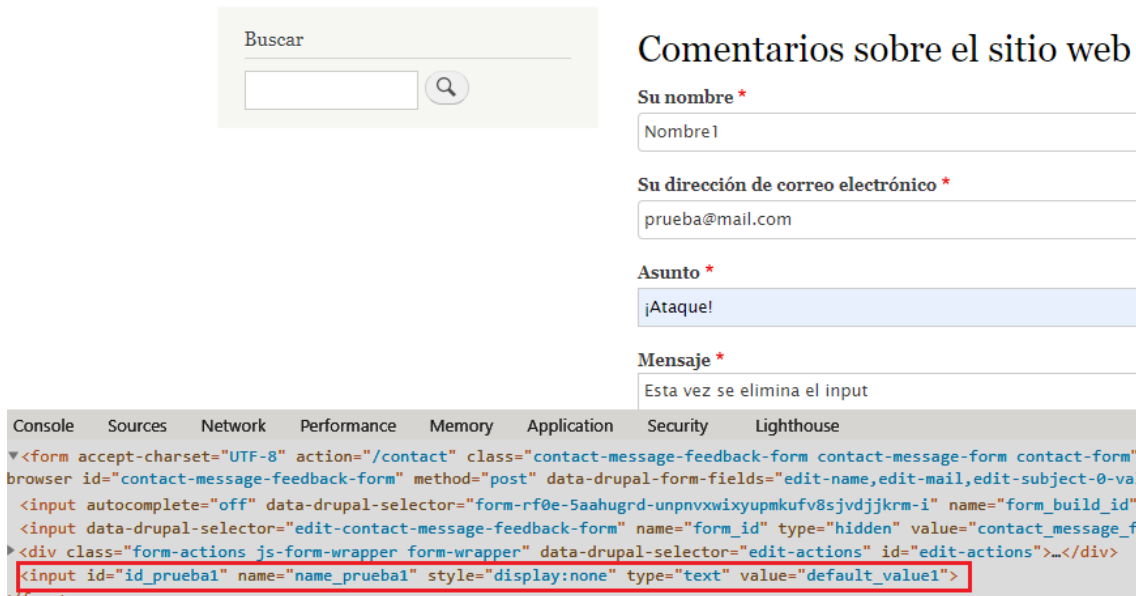 Buscar
Comentarios sobre el sitio web
Su nombre *
Nombre1
Su dirección de correo electrónico *
prueba@mail.com
Asunto *
¡Ataque!
Mensaje *
Esta vez se elimina el input
Console Sources Network Performance Memory Application Security Lighthouse
▼<form accept-charset="UTF-8" action="/contact" class="contact-message-feedback-form contact-message-form contact-form"
browser id="contact-message-feedback-form" method="post" data-drupal-form-fields="edit-name,edit-mail,edit-subject-0-va
<input autocomplete="off" data-drupal-selector="form-rf0e-5aahugrd-unpnvxwixyupmkufv8sjvdjjkrm-i" name="form_build_id"
<input data-drupal-selector="edit-contact-message-feedback-form" name="form_id" type="hidden" value="contact_message_f
▶<div class="form-actions js-form-wrapper form-wrapper" data-drupal-selector="edit-actions" id="edit-actions">…</div>
<input id="id_prueba1" name="name_prueba1" style="display:none" type="text" value="default_value1">